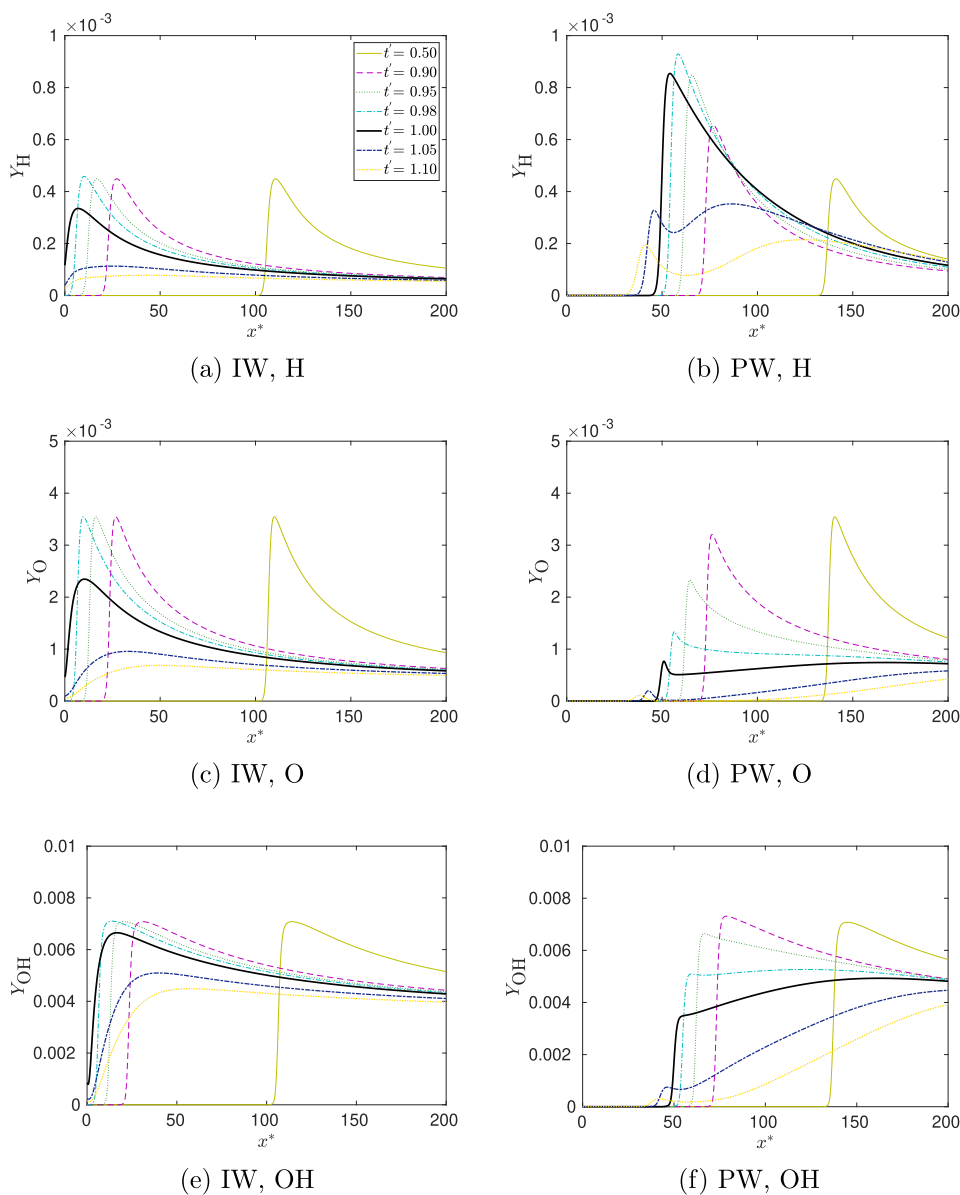 ×10⁻³
1
0.8
0.6
0.4
0.2
0
Y_H
0 50 100 150 200
x*
t′ = 0.50
t′ = 0.90
t′ = 0.95
t′ = 0.98
t′ = 1.00
t′ = 1.05
t′ = 1.10
(a) IW, H
×10⁻³
1
0.8
0.6
0.4
0.2
0
Y_H
0 50 100 150 200
x*
(b) PW, H
×10⁻³
5
4
3
2
1
0
Y_O
0 50 100 150 200
x*
(c) IW, O
×10⁻³
5
4
3
2
1
0
Y_O
0 50 100 150 200
x*
(d) PW, O
0.01
0.008
0.006
0.004
0.002
0
Y_OH
0 50 100 150 200
x*
(e) IW, OH
0.01
0.008
0.006
0.004
0.002
0
Y_OH
0 50 100 150 200
x*
(f) PW, OH